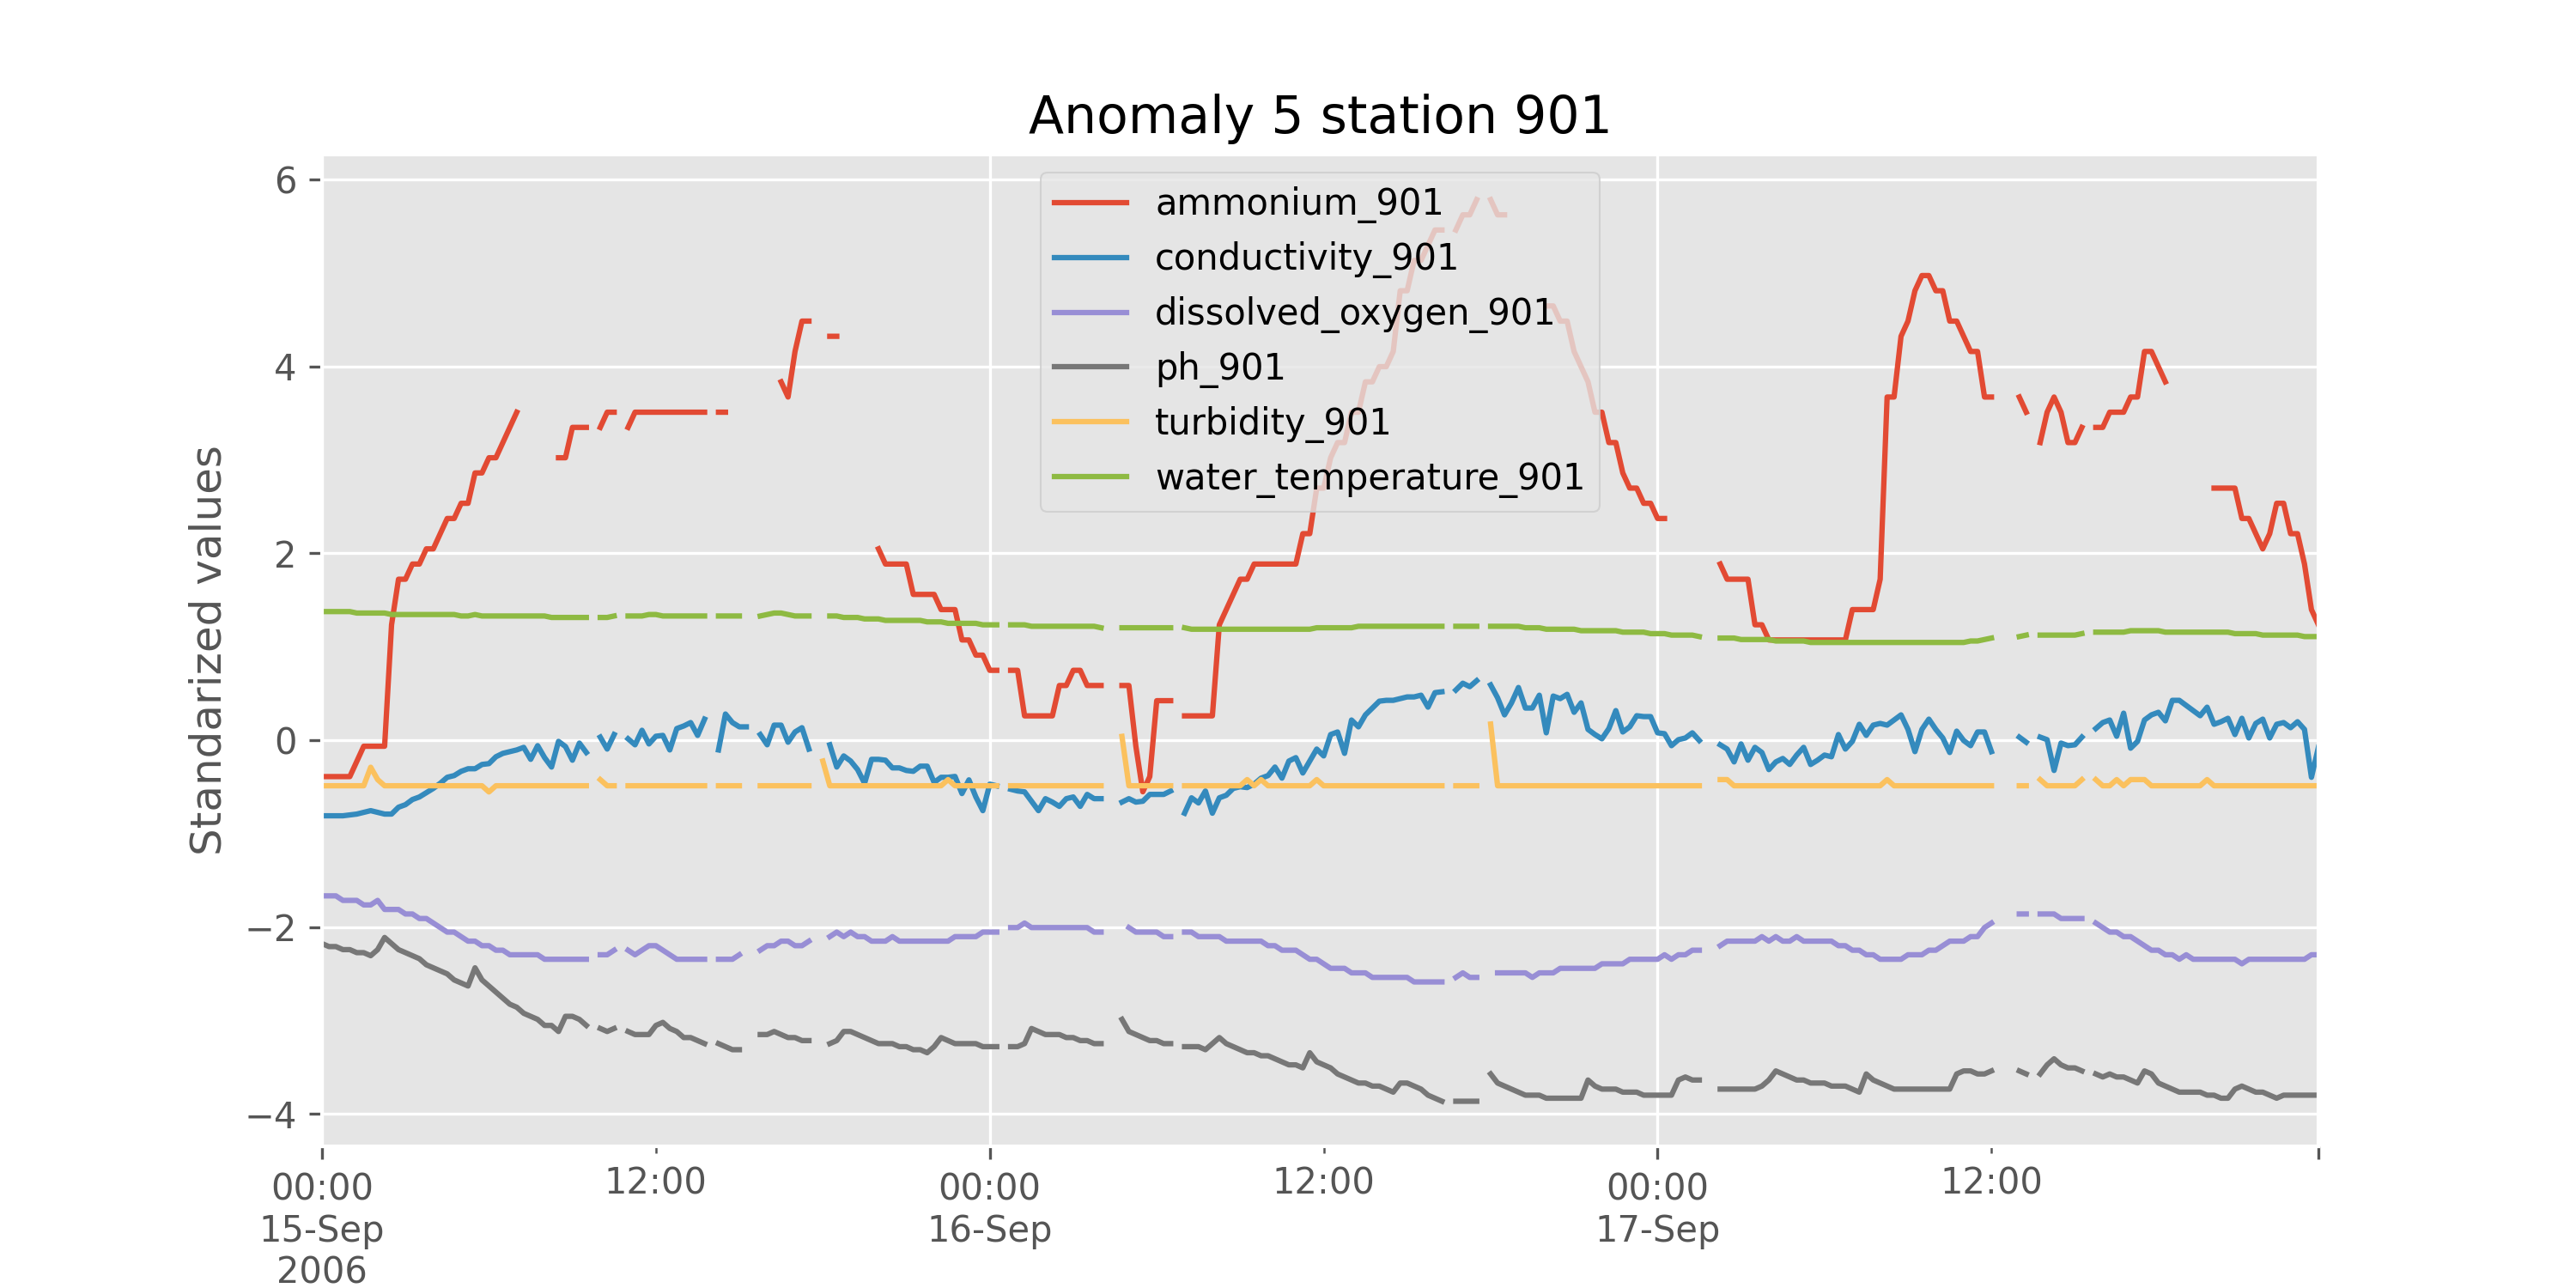 Anomaly 5 station 901
Standarized values
6
4
2
0
−2
−4
ammonium_901
conductivity_901
dissolved_oxygen_901
ph_901
turbidity_901
water_temperature_901
00:00
15-Sep
2006
12:00
00:00
16-Sep
12:00
00:00
17-Sep
12:00